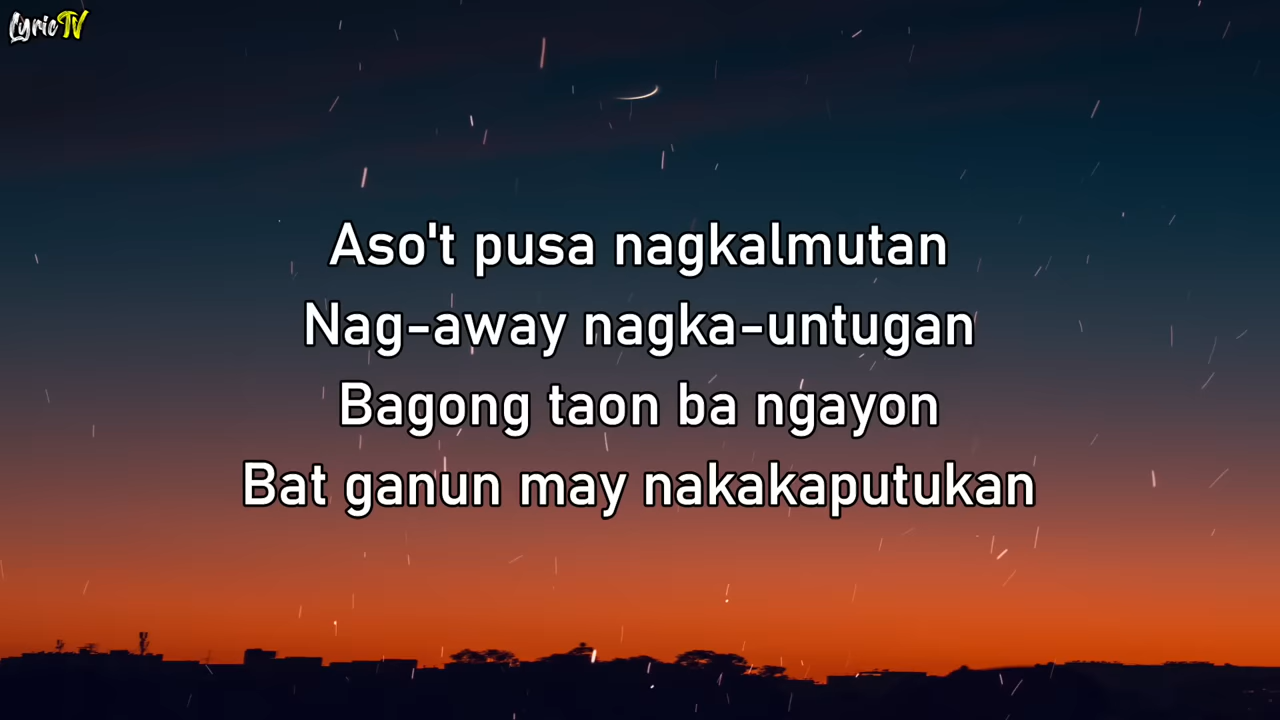 LyricTV
Aso't pusa nagkalmutan
Nag-away nagka-untugan
Bagong taon ba ngayon
Bat ganun may nakakaputukan